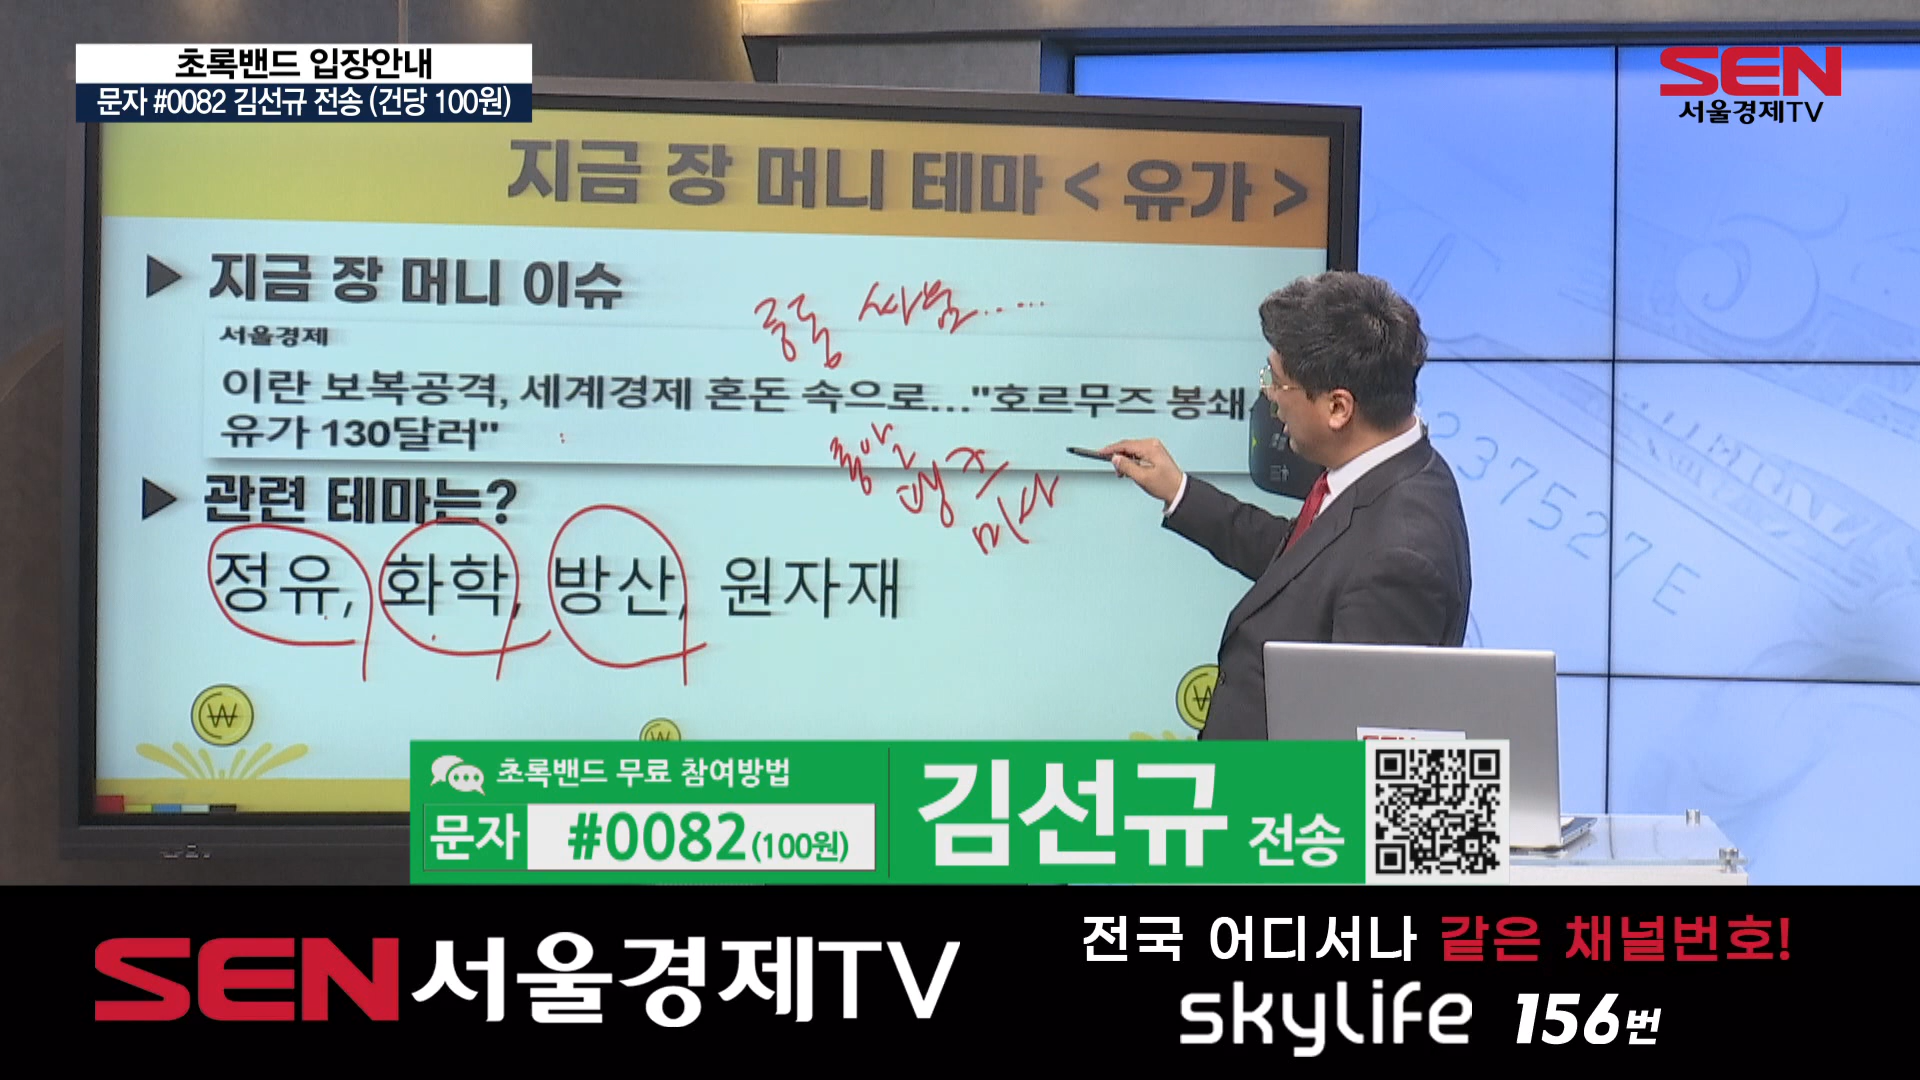 초록밴드 입장안내
문자 #0082 김선규 전송 (건당 100원)
SEN
서울경제TV
지금 장 머니 테마 < 유가 >
▶ 지금 장 머니 이슈
중동 싸움......
서울경제
이란 보복공격, 세계경제 혼돈 속으로..."호르무즈 봉쇄
유가 130달러"
▶ 관련 테마는?
정유, 화학, 방산, 원자재
초록밴드 무료 참여방법
문자 #0082 (100원)
김선규 전송
SEN 서울경제TV
전국 어디서나 같은 채널번호!
skylife 156번